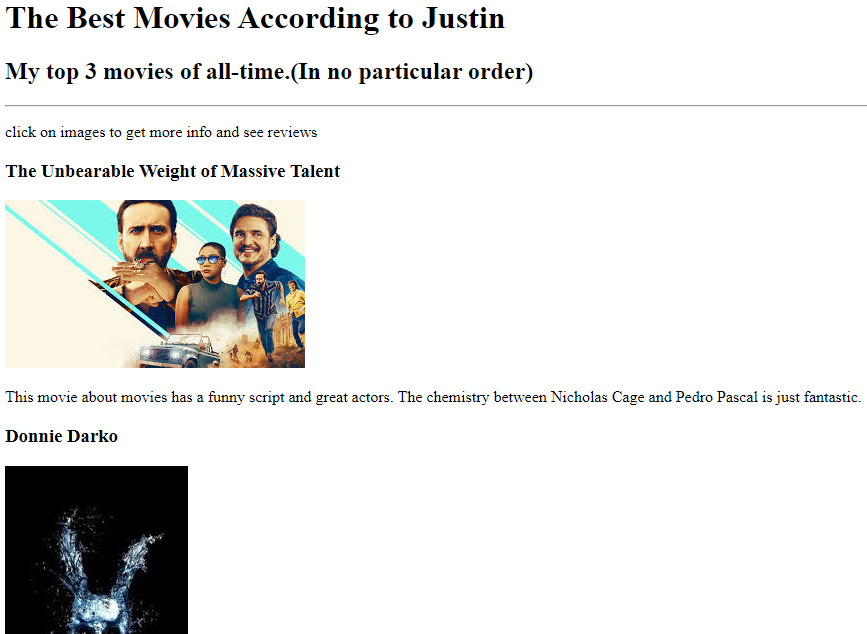 The Best Movies According to Justin
My top 3 movies of all-time.(In no particular order)
click on images to get more info and see reviews
The Unbearable Weight of Massive Talent
This movie about movies has a funny script and great actors. The chemistry between Nicholas Cage and Pedro Pascal is just fantastic.
Donnie Darko